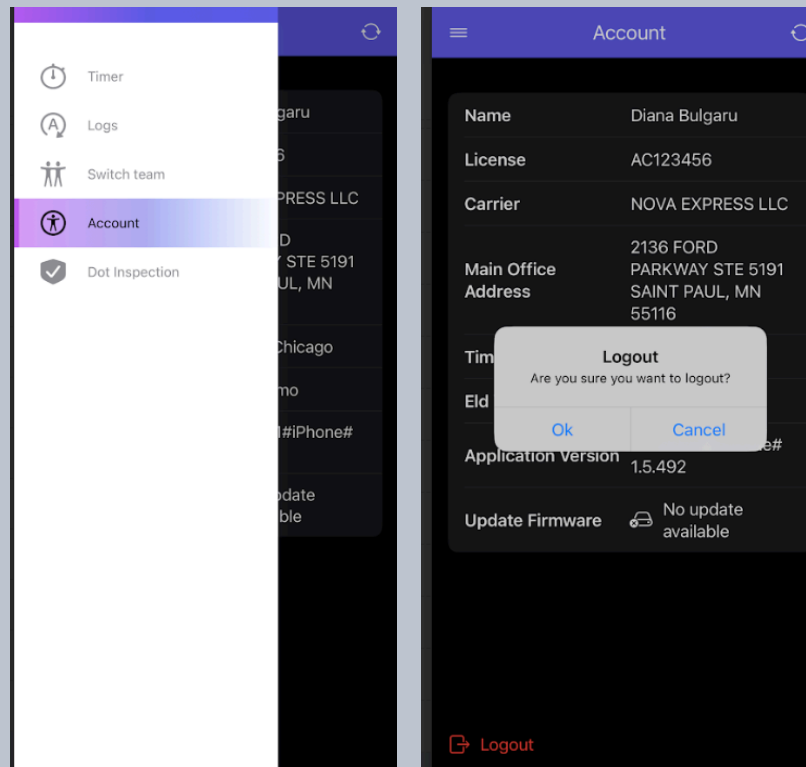 Timer
Logs
Switch team
Account
Dot Inspection
garu
PRESS LLC
D
STE 5191
UL, MN
Chicago
mo
#iPhone#
date
ble
Account
Name Diana Bulgaru
License AC123456
Carrier NOVA EXPRESS LLC
Main Office Address
2136 FORD
PARKWAY STE 5191
SAINT PAUL, MN
55116
Tim
Eld
Logout
Are you sure you want to logout?
Ok Cancel
Application Version
1.5.492
Update Firmware
No update
available
Logout